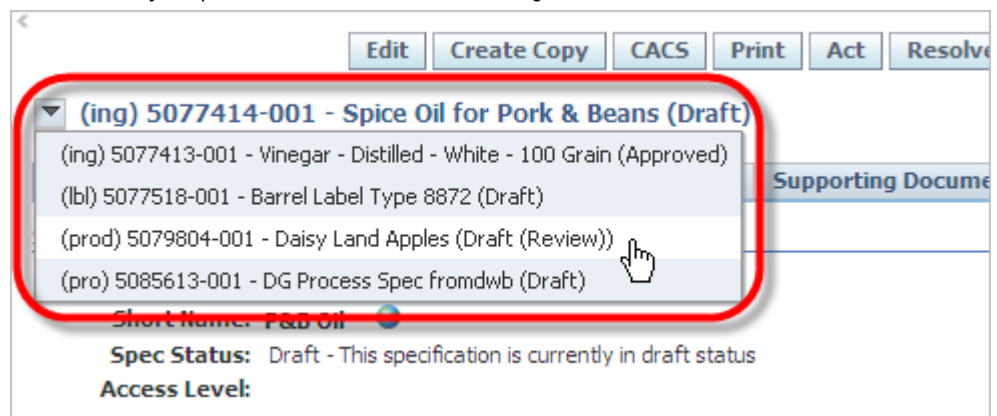 Edit Create Copy CACS Print Act Resolve
(ing) 5077414-001 - Spice Oil for Pork & Beans (Draft)
(ing) 5077413-001 - Vinegar - Distilled - White - 100 Grain (Approved)
(lbl) 5077518-001 - Barrel Label Type 8872 (Draft)
Supporting Docume
(prod) 5079804-001 - Daisy Land Apples (Draft (Review))
(pro) 5085613-001 - DG Process Spec fromdwb (Draft)
Short Name: P&B Oil
Spec Status: Draft - This specification is currently in draft status
Access Level: